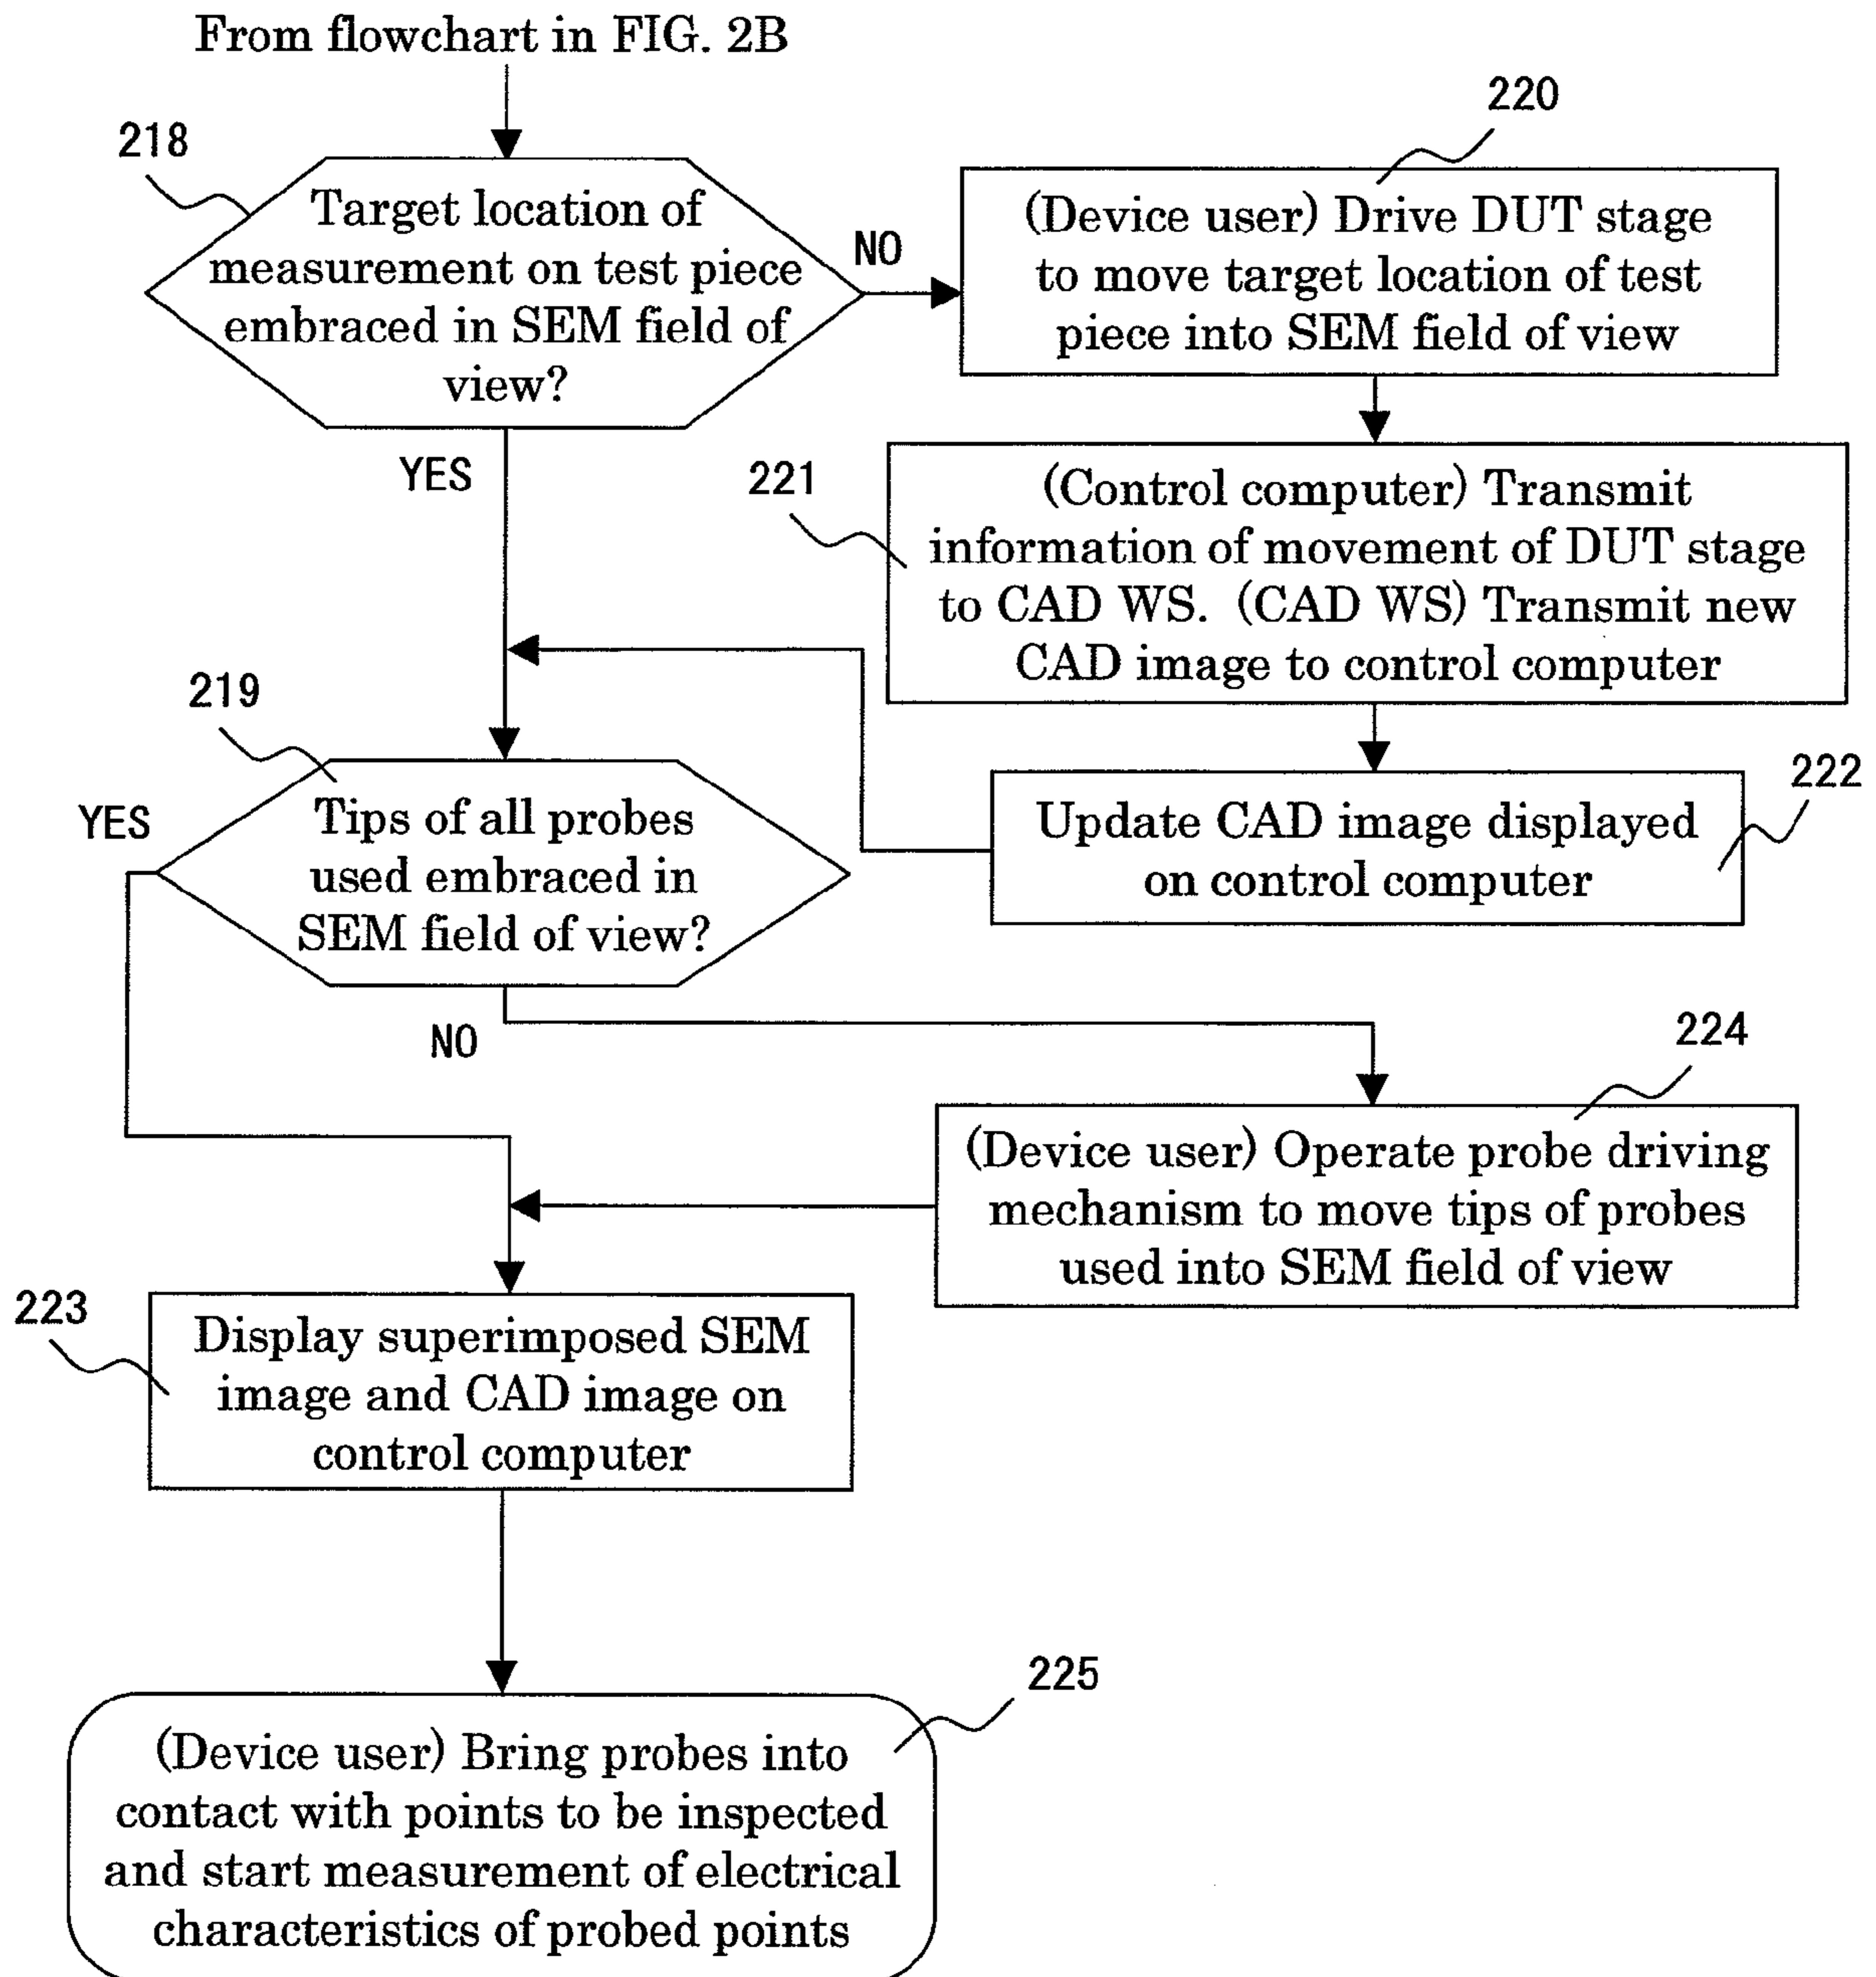 From flowchart in FIG. 2B
218
Target location of
measurement on test piece
embraced in SEM field of
view?
NO
YES
220
(Device user) Drive DUT stage
to move target location of test
piece into SEM field of view
221
(Control computer) Transmit
information of movement of DUT stage
to CAD WS. (CAD WS) Transmit new
CAD image to control computer
222
Update CAD image displayed
on control computer
219
Tips of all probes
used embraced in
SEM field of view?
YES
NO
224
(Device user) Operate probe driving
mechanism to move tips of probes
used into SEM field of view
223
Display superimposed SEM
image and CAD image on
control computer
225
(Device user) Bring probes into
contact with points to be inspected
and start measurement of electrical
characteristics of probed points